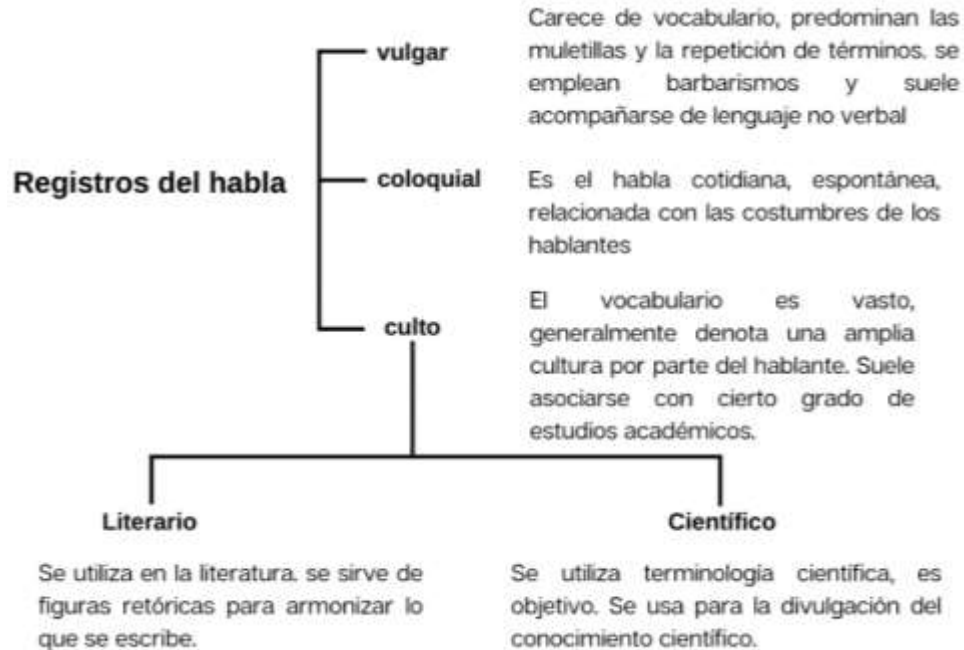 Carece de vocabulario, predominan las
muletillas y la repetición de términos. se
emplean barbarismos y suele
acompañarse de lenguaje no verbal
vulgar
Registros del habla
coloquial
Es el habla cotidiana, espontánea,
relacionada con las costumbres de los
hablantes
culto
El vocabulario es vasto,
generalmente denota una amplia
cultura por parte del hablante. Suele
asociarse con cierto grado de
estudios académicos.
Literario
Científico
Se utiliza en la literatura. se sirve de
figuras retóricas para armonizar lo
que se escribe.
Se utiliza terminología científica, es
objetivo. Se usa para la divulgación del
conocimiento científico.